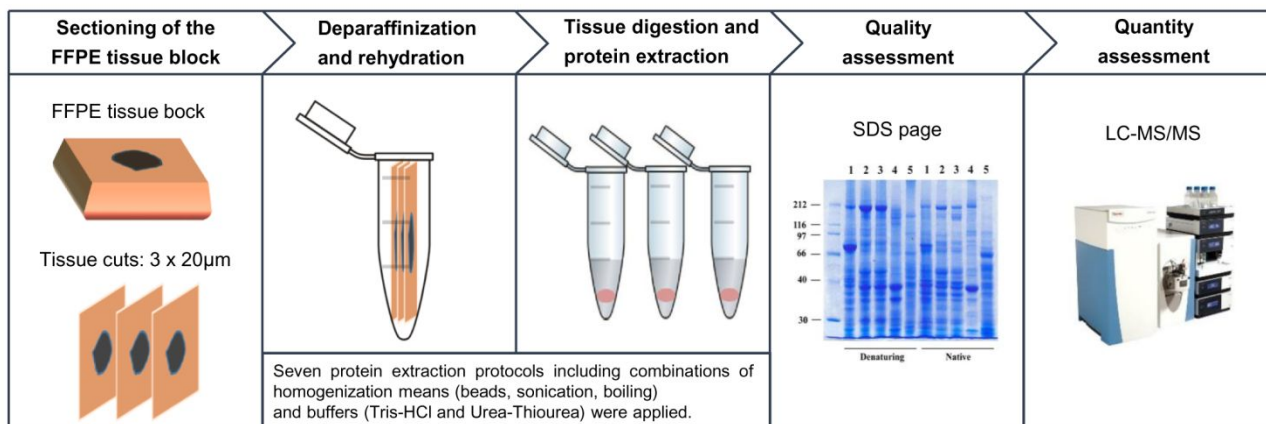 Sectioning of the
FFPE tissue block
Deparaffinization
and rehydration
Tissue digestion and
protein extraction
Quality
assessment
Quantity
assessment
FFPE tissue bock
Tissue cuts: 3 x 20µm
Seven protein extraction protocols including combinations of
homogenization means (beads, sonication, boiling)
and buffers (Tris-HCl and Urea-Thiourea) were applied.
SDS page
1 2 3 4 5 1 2 3 4 5
212
116
97
66
40
30
Denaturing Native
LC-MS/MS